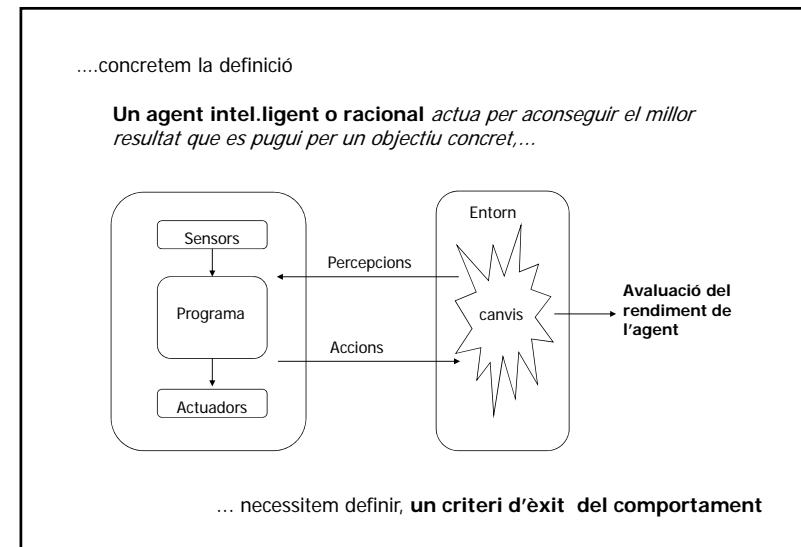 ....concretem la definició
Un agent intel.ligent o racional actua per aconseguir el millor
resultat que es pugui per un objectiu concret,...
Entorn
Sensors
Percepcions
Programa
canvis
Avaluació del
rendiment de
l'agent
Accions
Actuadors
... necessitem definir, un criteri d'èxit del comportament